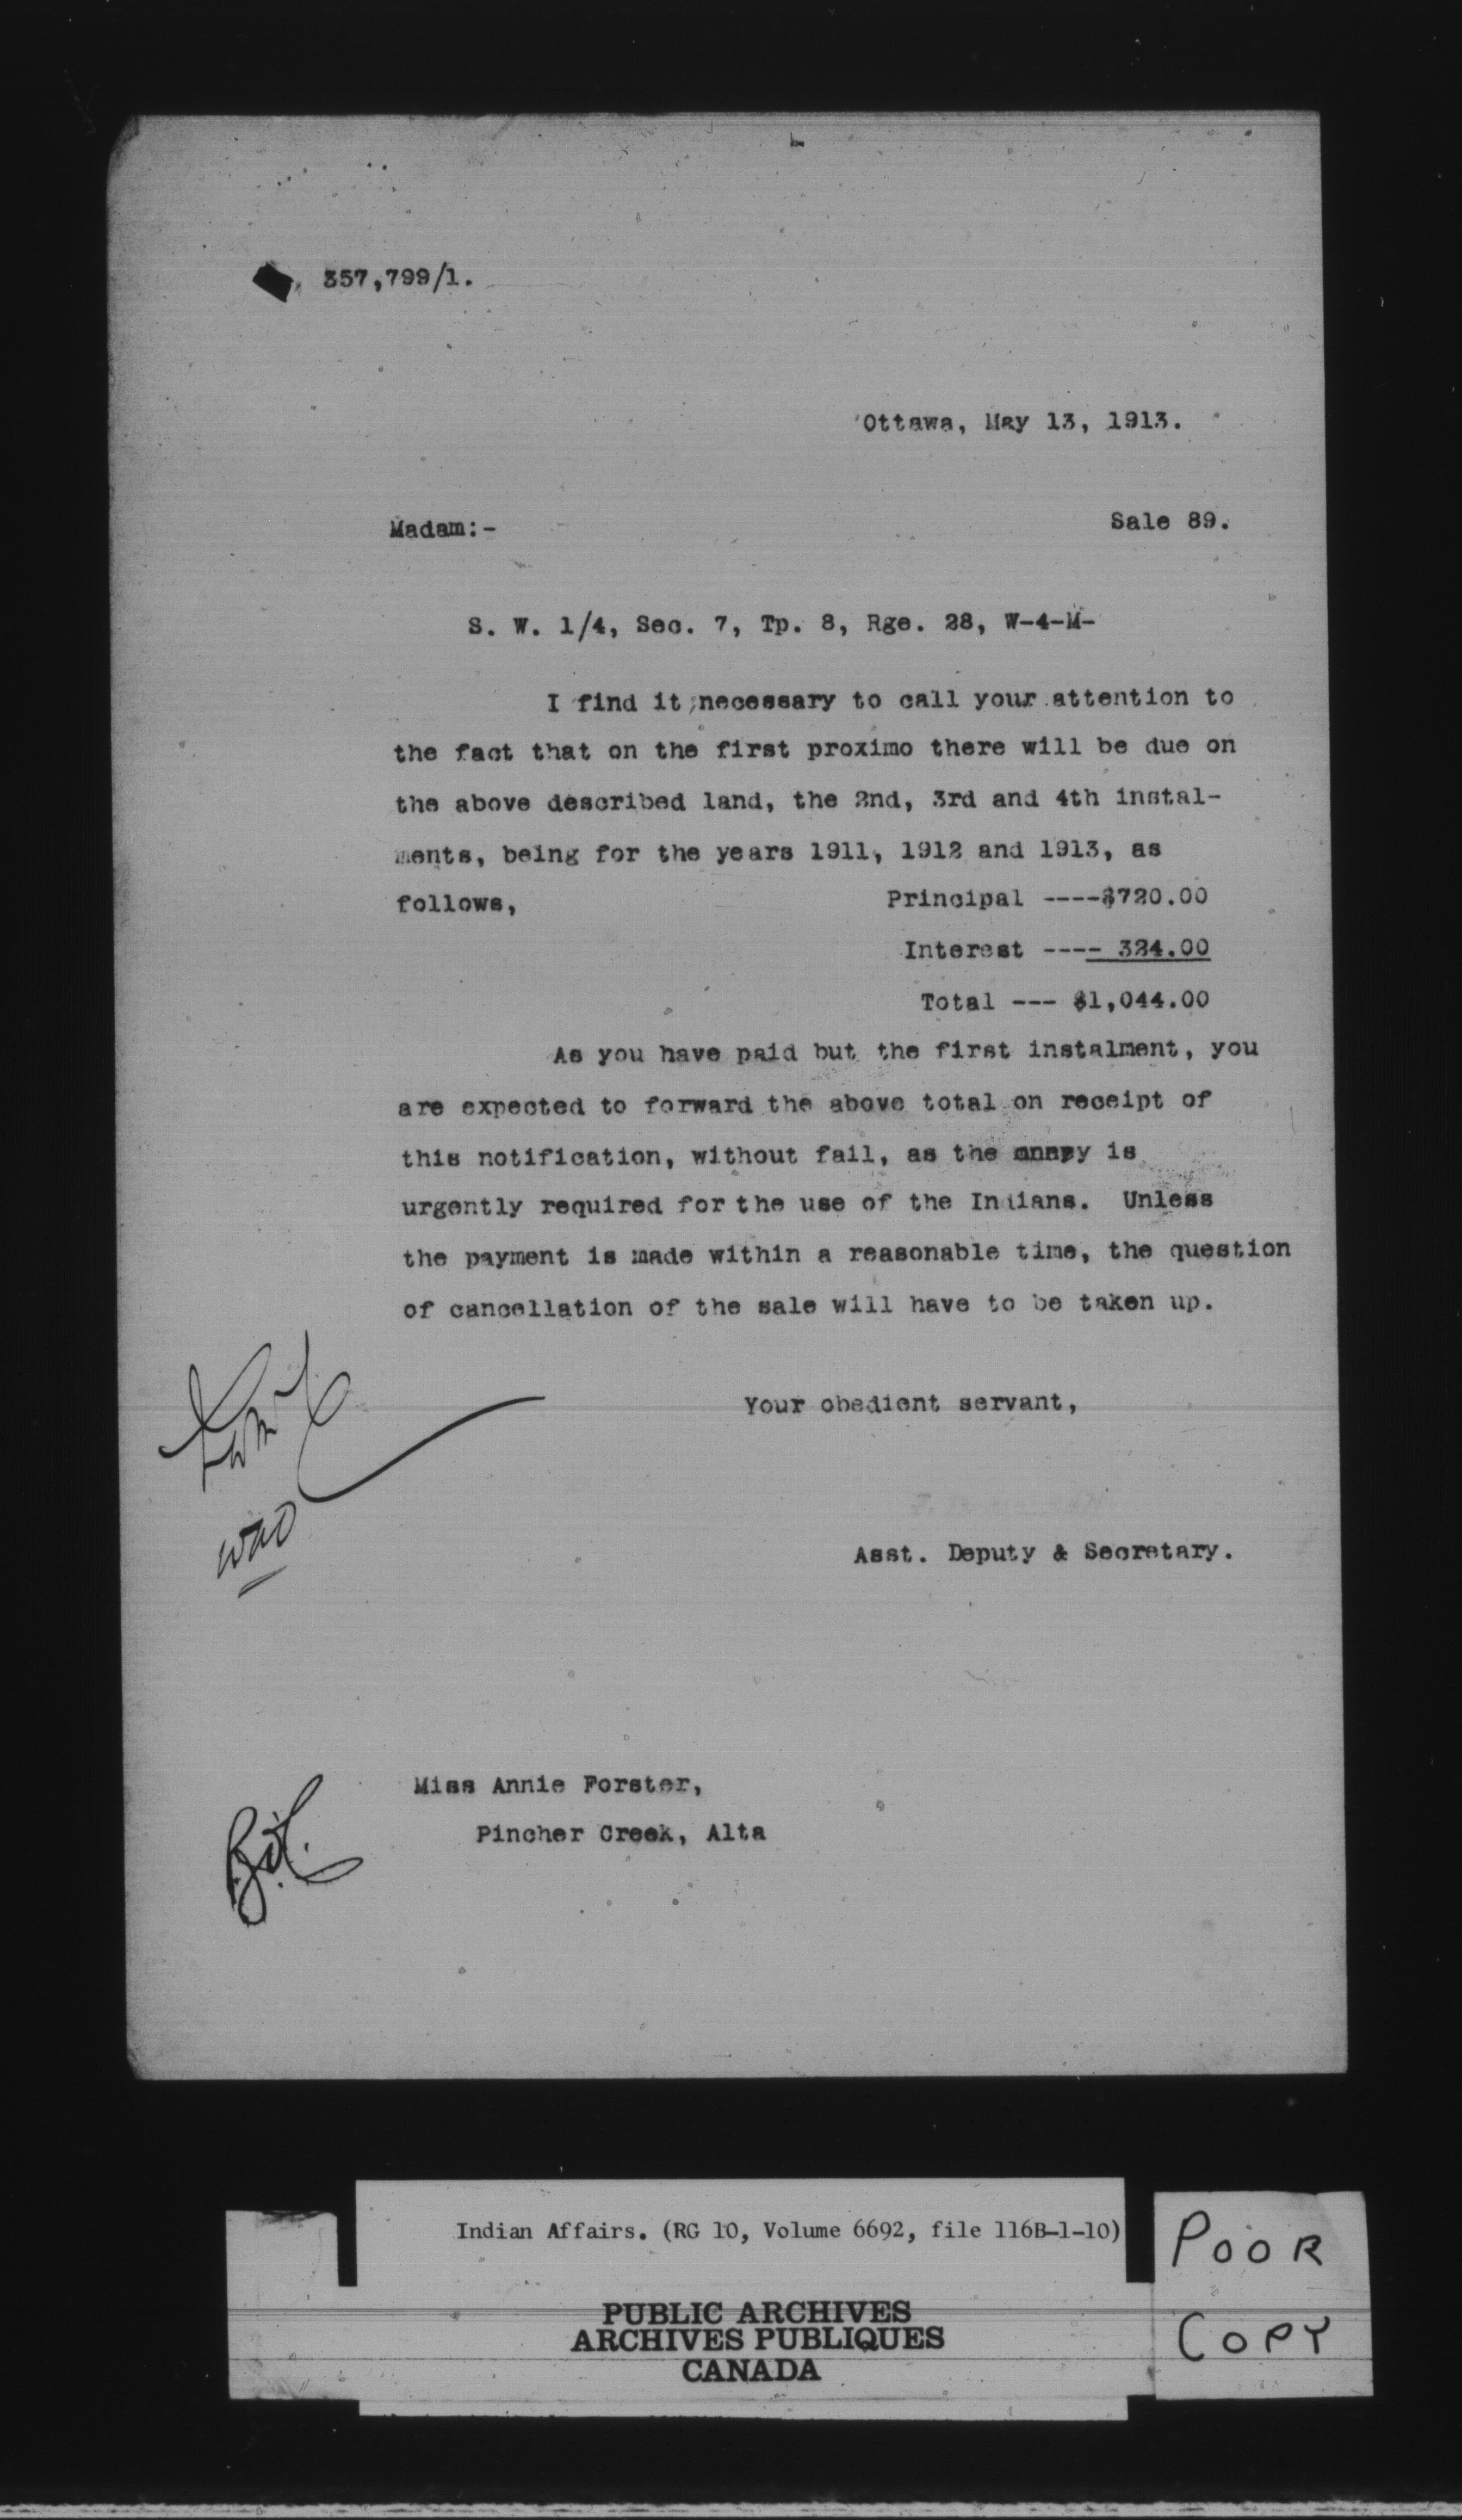 357,799/1.
Ottawa, May 13, 1913.
Madam:-
Sale 89.
S. W. 1/4, Sec. 7, Tp. 8, Rge. 28, W-4-M-
I find it necessary to call your attention to
the fact that on the first proximo there will be due on
the above described land, the 2nd, 3rd and 4th instal-
ments, being for the years 1911, 1912 and 1913, as
follows, Principal ----$720.00
Interest ---- 324.00
Total --- $1,044.00
As you have paid but the first instalment, you
are expected to forward the above total on receipt of
this notification, without fail, as the is
urgently required for the use of the Indians. Unless
the payment is made within a reasonable time, the question
of cancellation of the sale will have to be taken up.
Your obedient servant,
Asst. Deputy & Secretary.
Miss Annie Forster,
Pincher Creek, Alta
Indian Affairs. (RG 10, Volume 6692, file 116B-1-10)
POOR
COPY
PUBLIC ARCHIVES
ARCHIVES PUBLIQUES
CANADA